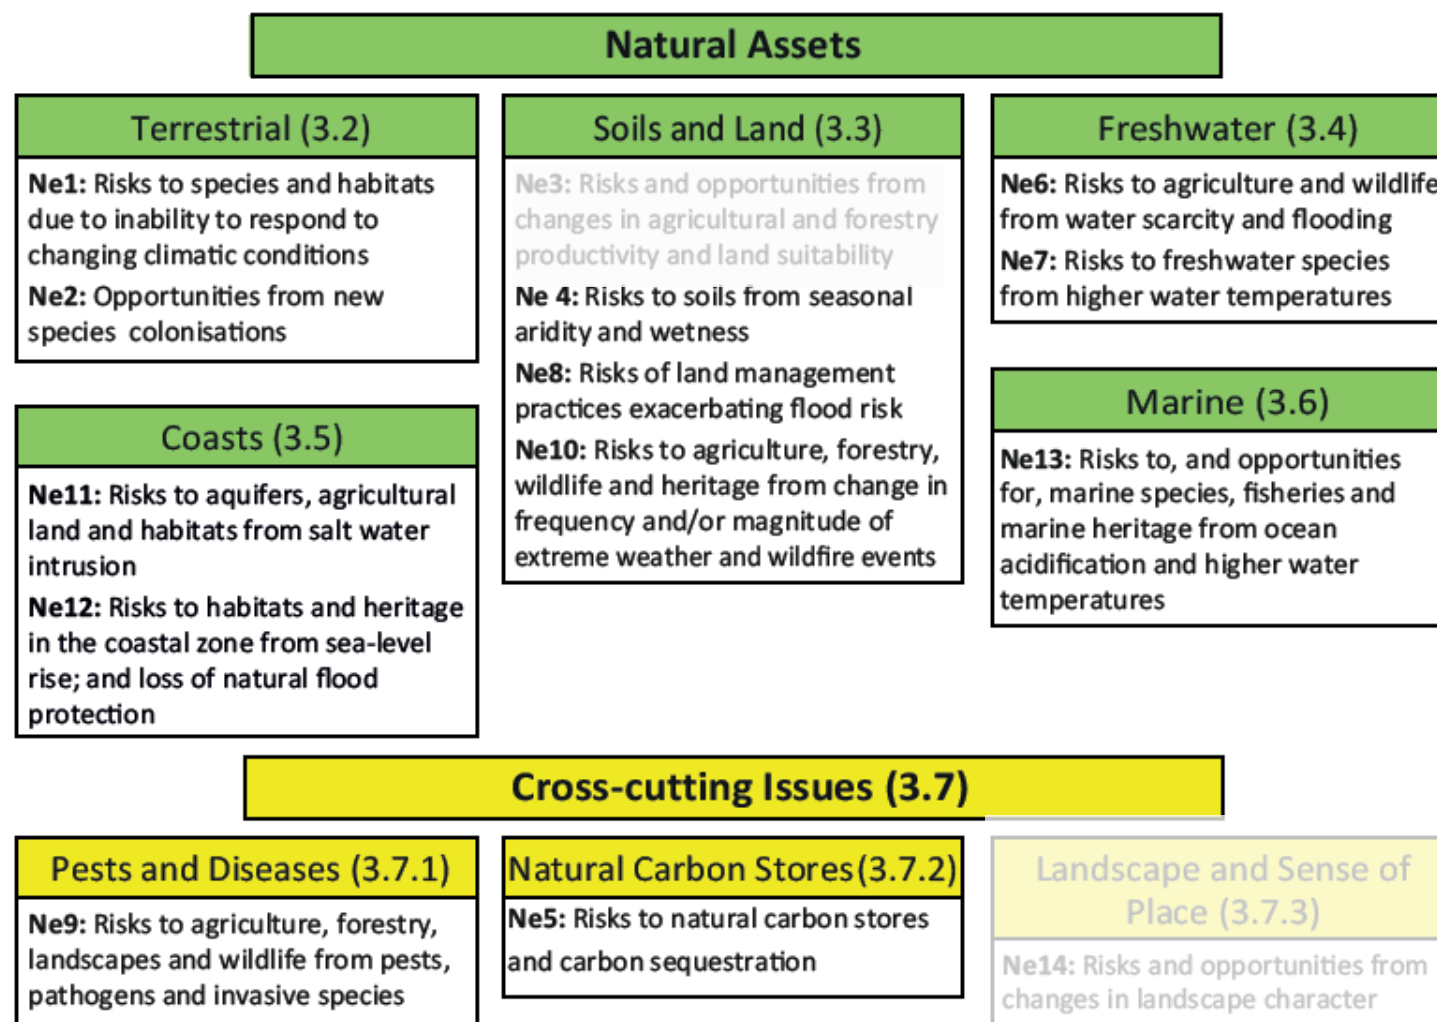 Natural Assets
Terrestrial (3.2)
Ne1: Risks to species and habitats
due to inability to respond to
changing climatic conditions
Ne2: Opportunities from new
species colonisations
Soils and Land (3.3)
Ne3: Risks and opportunities from
changes in agricultural and forestry
productivity and land suitability
Ne 4: Risks to soils from seasonal
aridity and wetness
Ne8: Risks of land management
practices exacerbating flood risk
Ne10: Risks to agriculture, forestry,
wildlife and heritage from change in
frequency and/or magnitude of
extreme weather and wildfire events
Freshwater (3.4)
Ne6: Risks to agriculture and wildlife
from water scarcity and flooding
Ne7: Risks to freshwater species
from higher water temperatures
Coasts (3.5)
Ne11: Risks to aquifers, agricultural
land and habitats from salt water
intrusion
Ne12: Risks to habitats and heritage
in the coastal zone from sea-level
rise; and loss of natural flood
protection
Marine (3.6)
Ne13: Risks to, and opportunities
for, marine species, fisheries and
marine heritage from ocean
acidification and higher water
temperatures
Cross-cutting Issues (3.7)
Pests and Diseases (3.7.1)
Ne9: Risks to agriculture, forestry,
landscapes and wildlife from pests,
pathogens and invasive species
Natural Carbon Stores (3.7.2)
Ne5: Risks to natural carbon stores
and carbon sequestration
Landscape and Sense of
Place (3.7.3)
Ne14: Risks and opportunities from
changes in landscape character